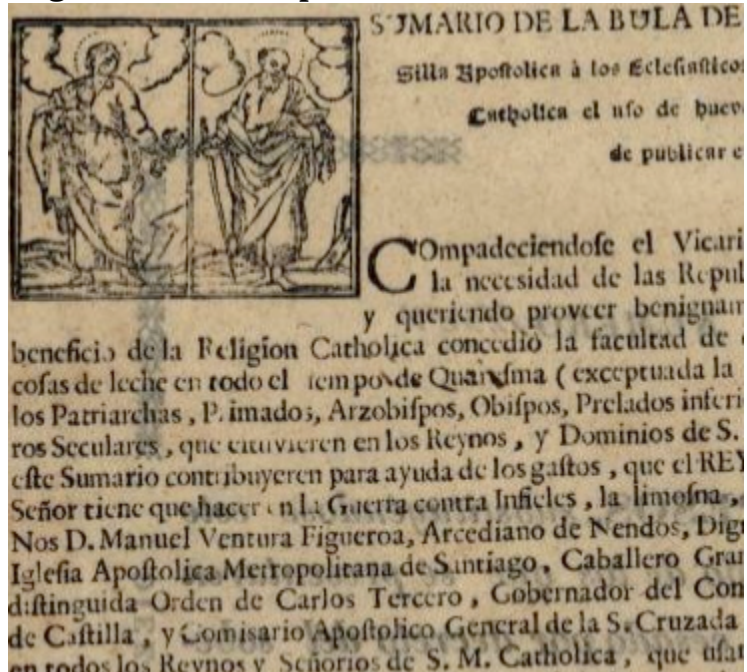 SUMARIO DE LA BULA DE
Silla Apostolica à los Eclesiasticos
Catholica el uso de huev
de publicar e
COmpadeciendose el Vicari
la necesidad de las Repul
y queriendo proveer benignam
beneficio de la Religion Catholica concedió la facultad de
cosas de leche en todo el tiempo de Quaresma ( exceptuada la
los Patriarchas , Primados, Arzobispos, Obispos, Prelados inferi
ros Seculares , que estuvieren en los Reynos , y Dominios de S.
este Sumario contribuyeren para ayuda de los gastos , que el REY
Señor tiene que hacer en la Guerra contra Infieles , la limosna ,
Nos D. Manuel Ventura Figueroa, Arcediano de Nendos, Dig
Iglesia Apostolica Metropolitana de Santiago , Caballero Gran
distinguida Orden de Carlos Tercero , Gobernador del Con
de Castilla , y Comisario Apostolico General de la S. Cruzada
en todos los Reynos y Señorios de S. M. Catholica que usan